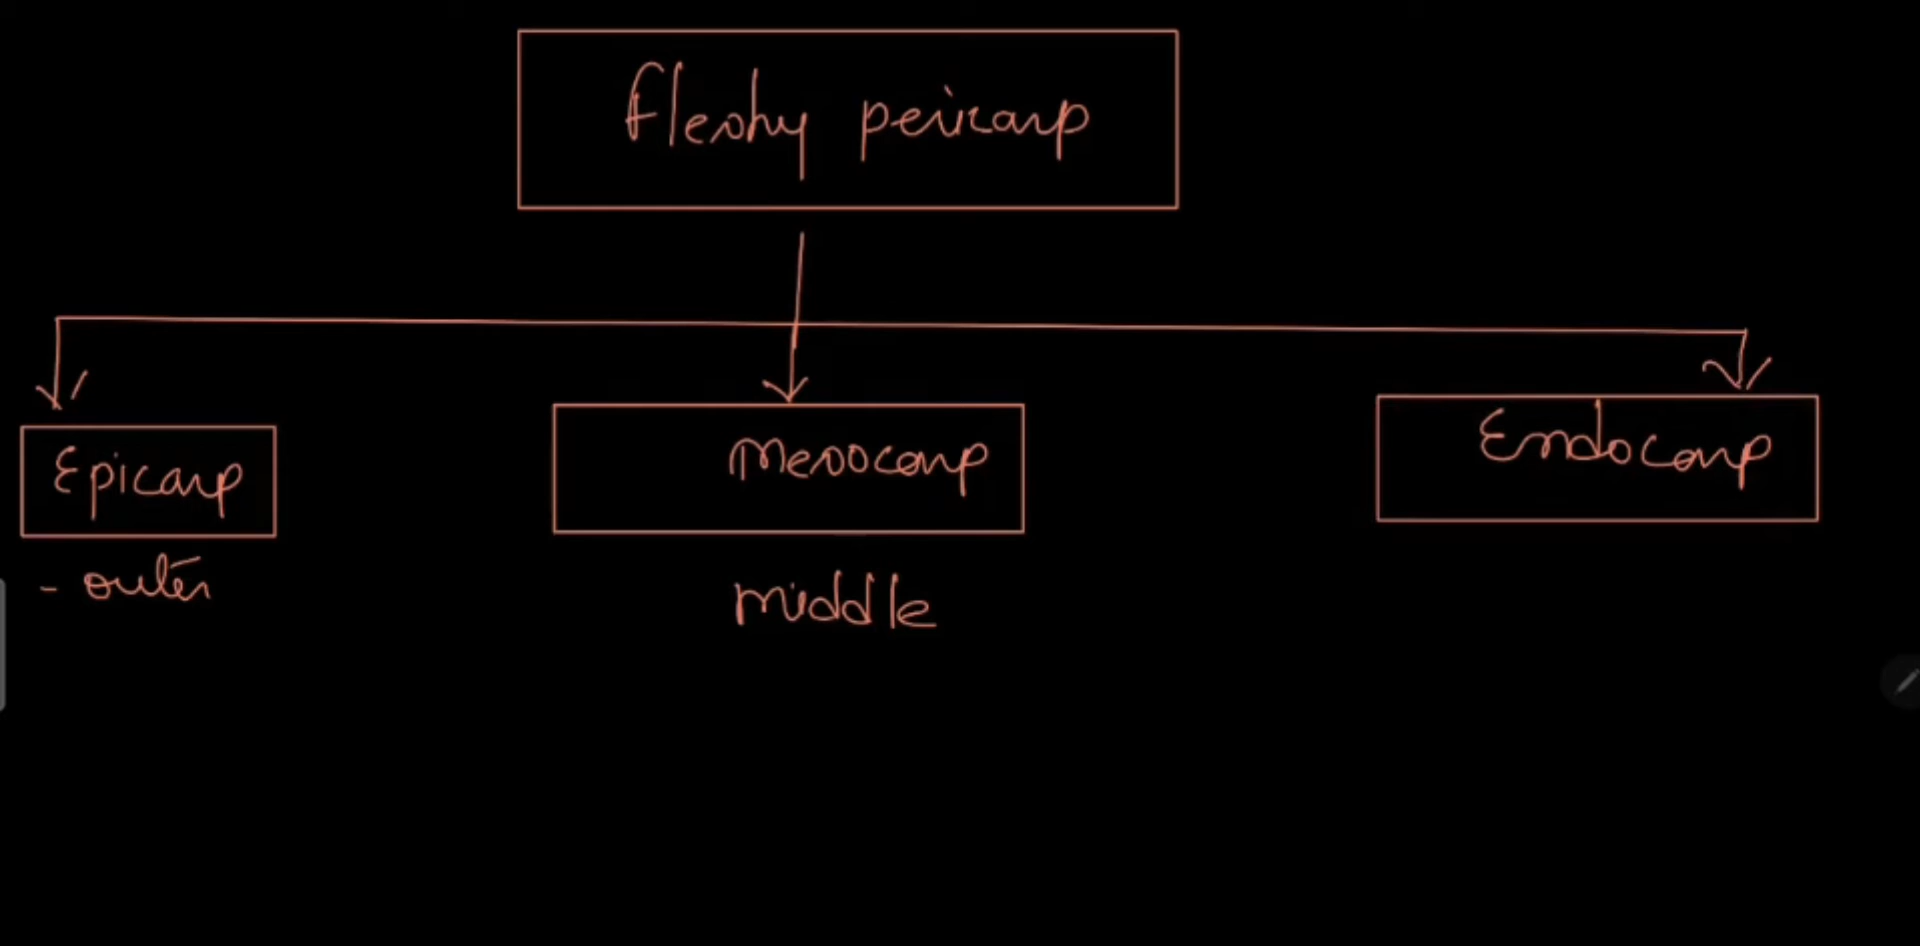 Fleshy pericarp
Epicarp
Mesocarp
Endocarp
- outer
middle